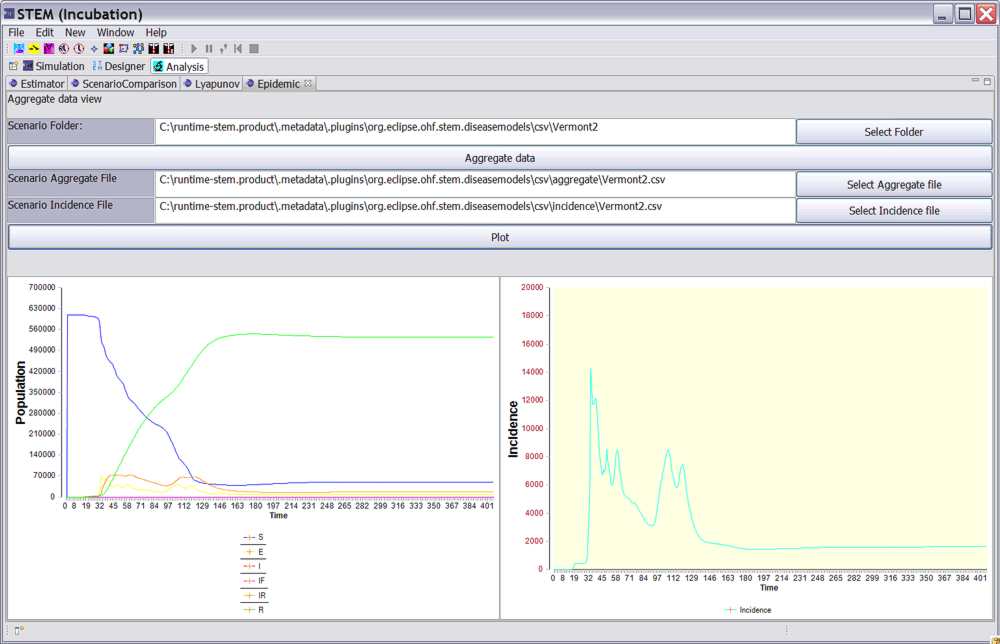 STEM (Incubation)
File Edit New Window Help
Simulation Designer Analysis
Estimator ScenarioComparison Lyapunov Epidemic
Aggregate data view
Scenario Folder: C:\runtime-stem.product\.metadata\.plugins\org.eclipse.ohf.stem.diseasemodels\csv\Vermont2 Select Folder
Aggregate data
Scenario Aggregate File C:\runtime-stem.product\.metadata\.plugins\org.eclipse.ohf.stem.diseasemodels\csv\aggregate\Vermont2.csv Select Aggregate file
Scenario Incidence File C:\runtime-stem.product\.metadata\.plugins\org.eclipse.ohf.stem.diseasemodels\csv\incidence\Vermont2.csv Select Incidence file
Plot
700000
630000
560000
490000
420000
350000
280000
210000
140000
70000
0
Population
0 8 19 32 45 58 71 84 97 111 129 146 163 180 197 214 231 248 265 282 299 316 333 350 367 384 401
Time
S
E
I
IF
IR
R
20000
18000
16000
14000
12000
10000
8000
6000
4000
2000
0
Incidence
0 8 19 32 45 58 71 84 97 111 129 146 163 180 197 214 231 248 265 282 299 316 333 350 367 384 401
Time
Incidence